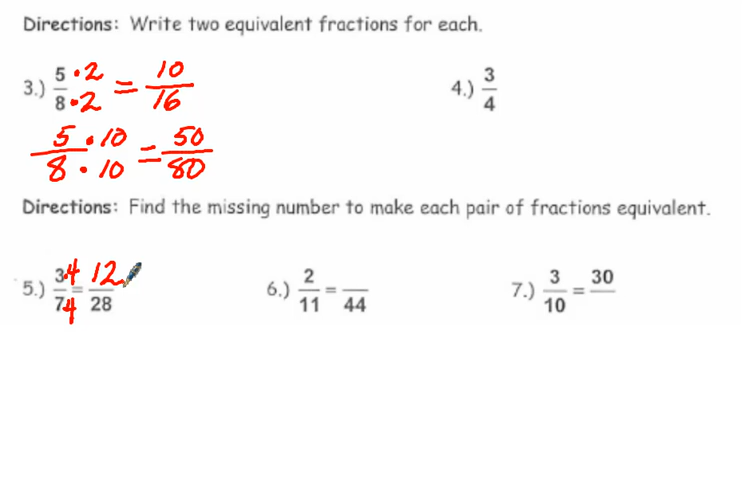 Directions: Write two equivalent fractions for each.
3.) 5/8 •2/•2 = 10/16
4.) 3/4
5/8 • 10/• 10 = 50/80
Directions: Find the missing number to make each pair of fractions equivalent.
5.) 3/7 •4/•4 = 12/28
6.) 2/11 = /44
7.) 3/10 = 30/